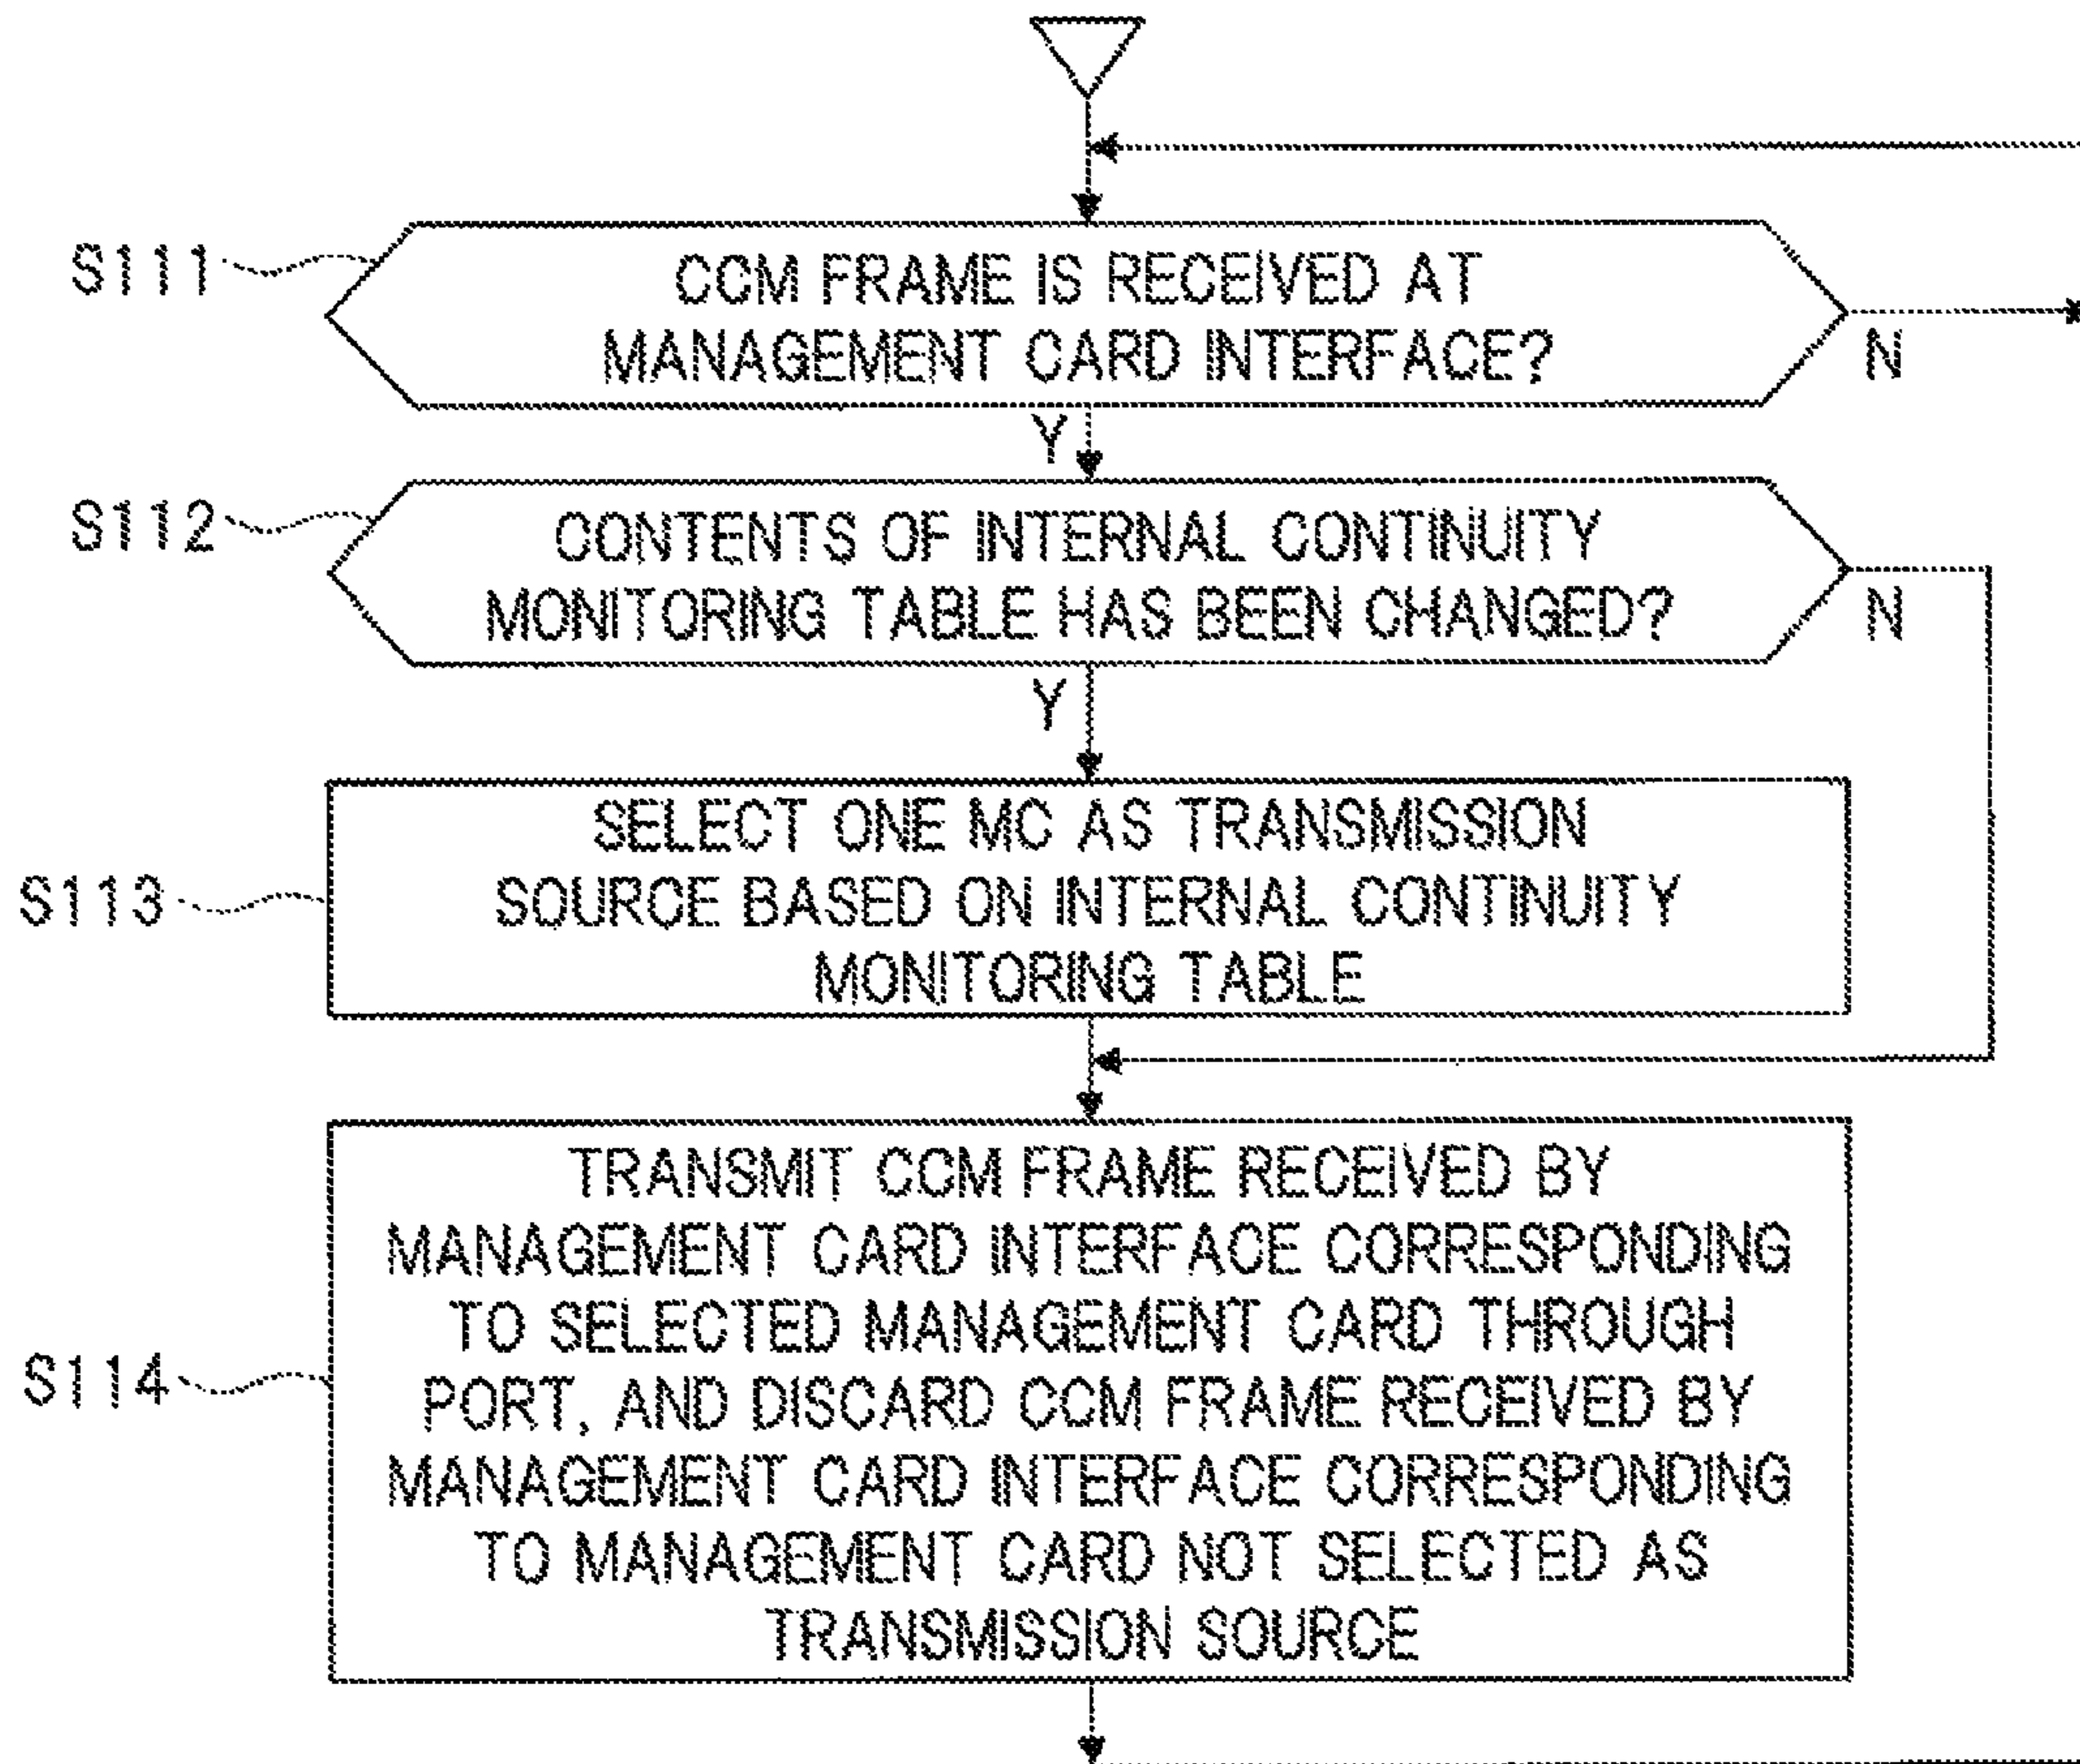 S111
CCM FRAME IS RECEIVED AT
MANAGEMENT CARD INTERFACE?
N
Y
S112
CONTENTS OF INTERNAL CONTINUITY
MONITORING TABLE HAS BEEN CHANGED?
N
Y
S113
SELECT ONE MC AS TRANSMISSION
SOURCE BASED ON INTERNAL CONTINUITY
MONITORING TABLE
S114
TRANSMIT CCM FRAME RECEIVED BY
MANAGEMENT CARD INTERFACE CORRESPONDING
TO SELECTED MANAGEMENT CARD THROUGH
PORT, AND DISCARD CCM FRAME RECEIVED BY
MANAGEMENT CARD INTERFACE CORRESPONDING
TO MANAGEMENT CARD NOT SELECTED AS
TRANSMISSION SOURCE